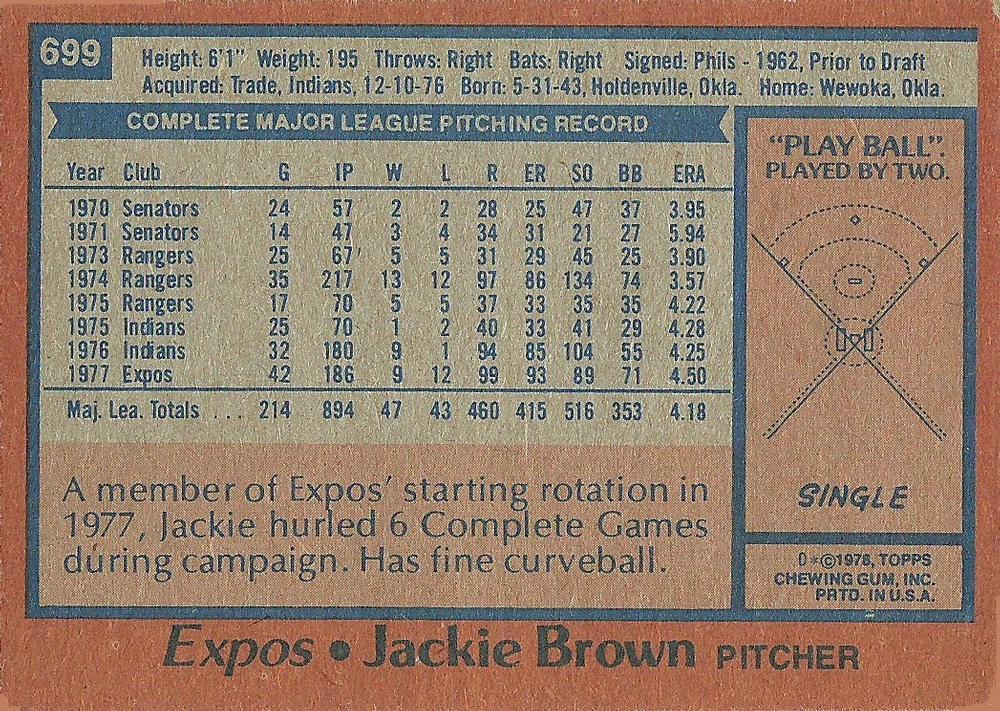 699
Height: 6'1" Weight: 195 Throws: Right Bats: Right Signed: Phils - 1962, Prior to Draft
Acquired: Trade, Indians, 12-10-76 Born: 5-31-43, Holdenville, Okla. Home: Wewoka, Okla.
COMPLETE MAJOR LEAGUE PITCHING RECORD
Year Club G IP W L R ER SO BB ERA
1970 Senators 24 57 2 2 28 25 47 37 3.95
1971 Senators 14 47 3 4 34 31 21 27 5.94
1973 Rangers 25 67 5 5 31 29 45 25 3.90
1974 Rangers 35 217 13 12 97 86 134 74 3.57
1975 Rangers 17 70 5 5 37 33 35 35 4.22
1975 Indians 25 70 1 2 40 33 41 29 4.28
1976 Indians 32 180 9 1 94 85 104 55 4.25
1977 Expos 42 186 9 12 99 93 89 71 4.50
Maj. Lea. Totals ... 214 894 47 43 460 415 516 353 4.18
A member of Expos' starting rotation in
1977, Jackie hurled 6 Complete Games
during campaign. Has fine curveball.
"PLAY BALL".
PLAYED BY TWO.
SINGLE
0*©1978, TOPPS
CHEWING GUM, INC.
PRTD. IN U.S.A.
Expos • Jackie Brown PITCHER